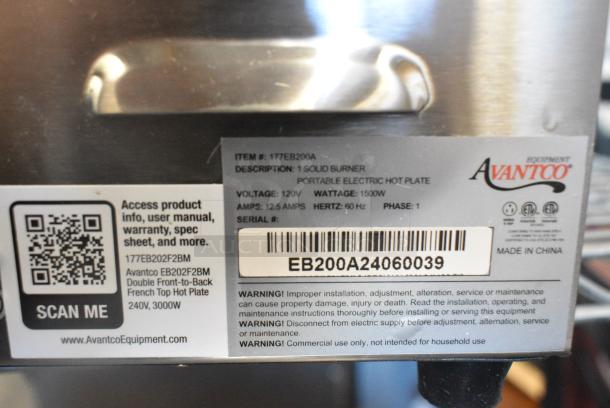 Access product
info, user manual,
warranty, spec
sheet, and more.
177EB202F2BM
Avantco EB202F2BM
Double Front-to-Back
French Top Hot Plate
240V, 3000W
SCAN ME
www.AvantcoEquipment.com
ITEM #: 177EB200A
DESCRIPTION: 1 SOLID BURNER
PORTABLE ELECTRIC HOT PLATE
VOLTAGE: 120V WATTAGE: 1500W
AMPS: 12.5 AMPS HERTZ: 60 Hz PHASE: 1
SERIAL #:
EB200A24060039
EQUIPMENT
AVANTCO
MADE IN CHINA
WARNING! Improper installation, adjustment, alteration, service or maintenance
can cause property damage, injury or death. Read the installation, operating, and
maintenance instructions thoroughly before installing or serving this equipment
WARNING! Disconnect from electric supply before adjustment, alternation, service
or maintenance.
WARNING! Commercial use only, not intended for household use